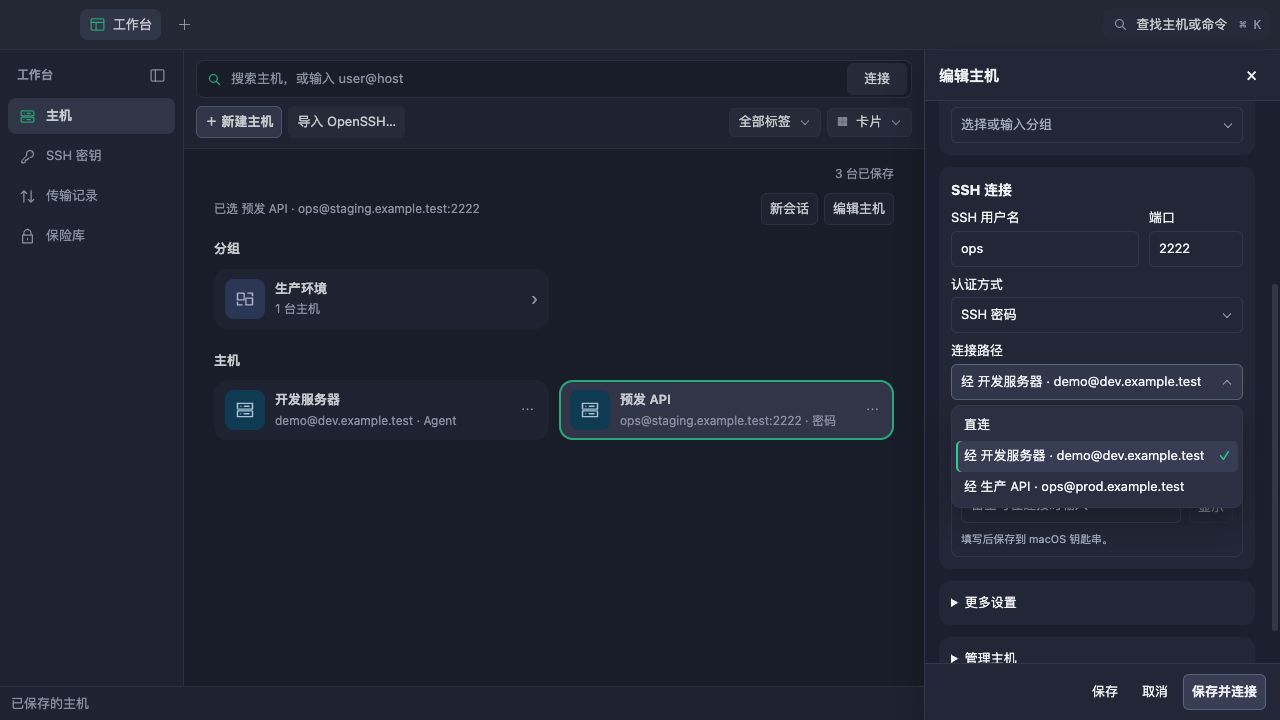 工作台
查找主机或命令 ⌘ K
工作台
主机
SSH 密钥
传输记录
保险库
搜索主机，或输入 user@host
连接
+ 新建主机
导入 OpenSSH...
全部标签
卡片
3 台已保存
已选 预发 API · ops@staging.example.test:2222
新会话
编辑主机
分组
生产环境
1 台主机
主机
开发服务器
demo@dev.example.test · Agent
预发 API
ops@staging.example.test:2222 · 密码
已保存的主机
编辑主机
选择或输入分组
SSH 连接
SSH 用户名
端口
ops
2222
认证方式
SSH 密码
连接路径
经 开发服务器 · demo@dev.example.test
直连
经 开发服务器 · demo@dev.example.test
经 生产 API · ops@prod.example.test
填写后保存到 macOS 钥匙串。
更多设置
管理主机
保存
取消
保存并连接